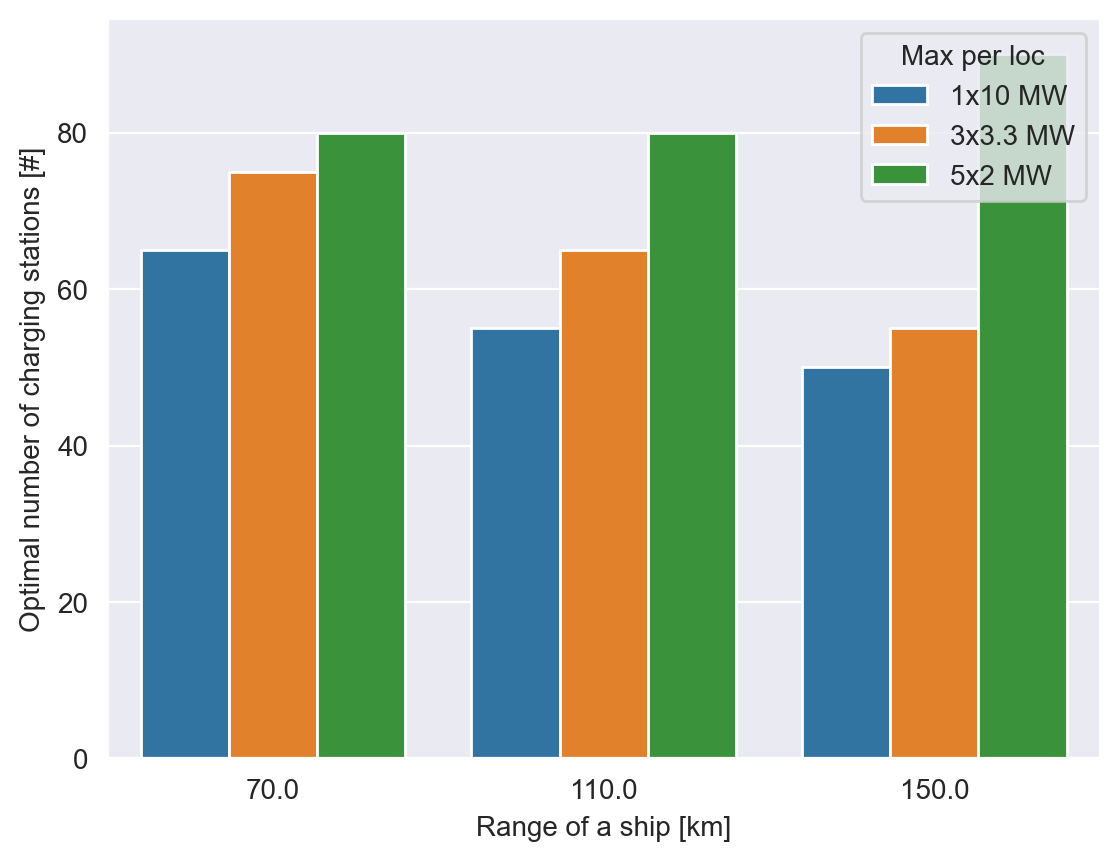 Optimal number of charging stations [#]
80
60
40
20
0
Max per loc
1x10 MW
3x3.3 MW
5x2 MW
70.0
110.0
150.0
Range of a ship [km]